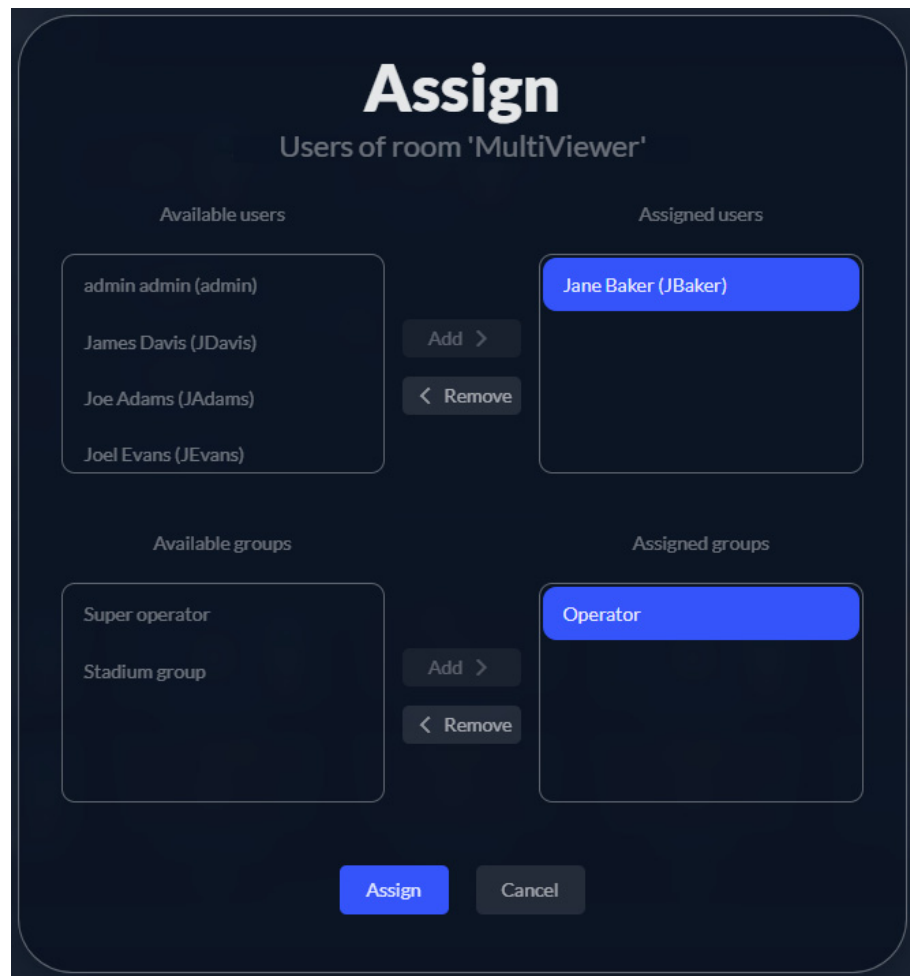 Assign
Users of room 'MultiViewer'
Available users
Assigned users
admin admin (admin)
James Davis (JDavis)
Joe Adams (JAdams)
Joel Evans (JEvans)
Add
Remove
Jane Baker (JBaker)
Available groups
Assigned groups
Super operator
Stadium group
Add
Remove
Operator
Assign
Cancel